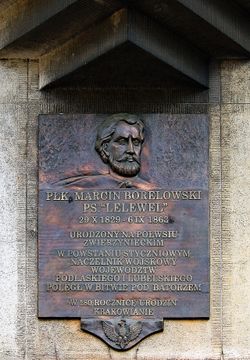 PŁK. MARCIN BORELOWSKI
PS. "LELEWEL"
29 X 1829 - 6 IX 1863
URODZONY NA PÓŁWSIU
ZWIERZYNIECKIM
W POWSTANIU STYCZNIOWYM
NACZELNIK WOJSKOWY
WOJEWÓDZTW
PODLASKIEGO I LUBELSKIEGO
POLEGŁ W BITWIE POD BATORZEM
W 180 ROCZNICĘ URODZIN
KRAKOWIANIE